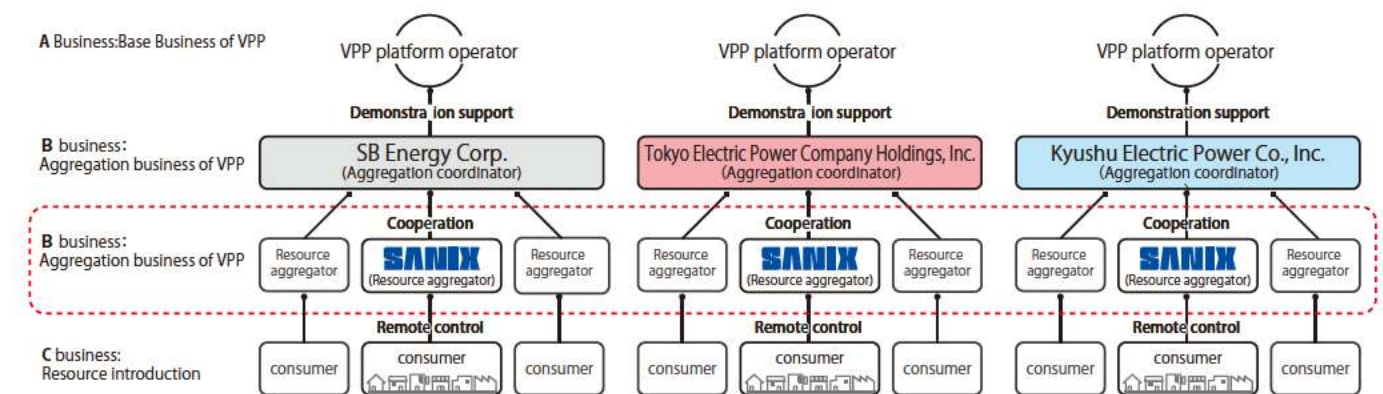 A Business:Base Business of VPP
VPP platform operator
VPP platform operator
VPP platform operator
Demonstra ion support
Demonstration support
Demonstration support
B business:
Aggregation business of VPP
SB Energy Corp.
(Aggregation coordinator)
Tokyo Electric Power Company Holdings, Inc.
(Aggregation coordinator)
Kyushu Electric Power Co., Inc.
(Aggregation coordinator)
B business:
Aggregation business of VPP
Cooperation
Cooperation
Cooperation
Resource
aggregator
SANIX
(Resource aggregator)
Resource
aggregator
Resource
aggregator
SANIX
(Resource aggregator)
Resource
aggregator
Resource
aggregator
SANIX
(Resource aggregator)
Resource
aggregator
Remote control
Remote control
Remote control
C business:
Resource introduction
consumer
consumer
consumer
consumer
consumer
consumer
consumer
consumer
consumer